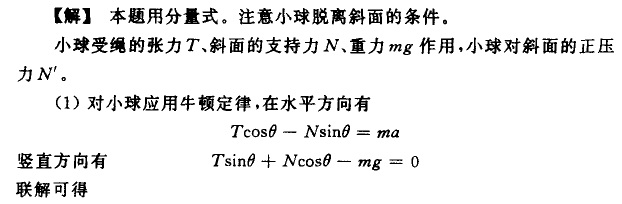 【解】 本题用分量式。注意小球脱离斜面的条件。
小球受绳的张力T、斜面的支持力N、重力mg作用,小球对斜面的正压
力N′。
(1) 对小球应用牛顿定律,在水平方向有
Tcosθ − Nsinθ = ma
竖直方向有 Tsinθ + Ncosθ − mg = 0
联解可得